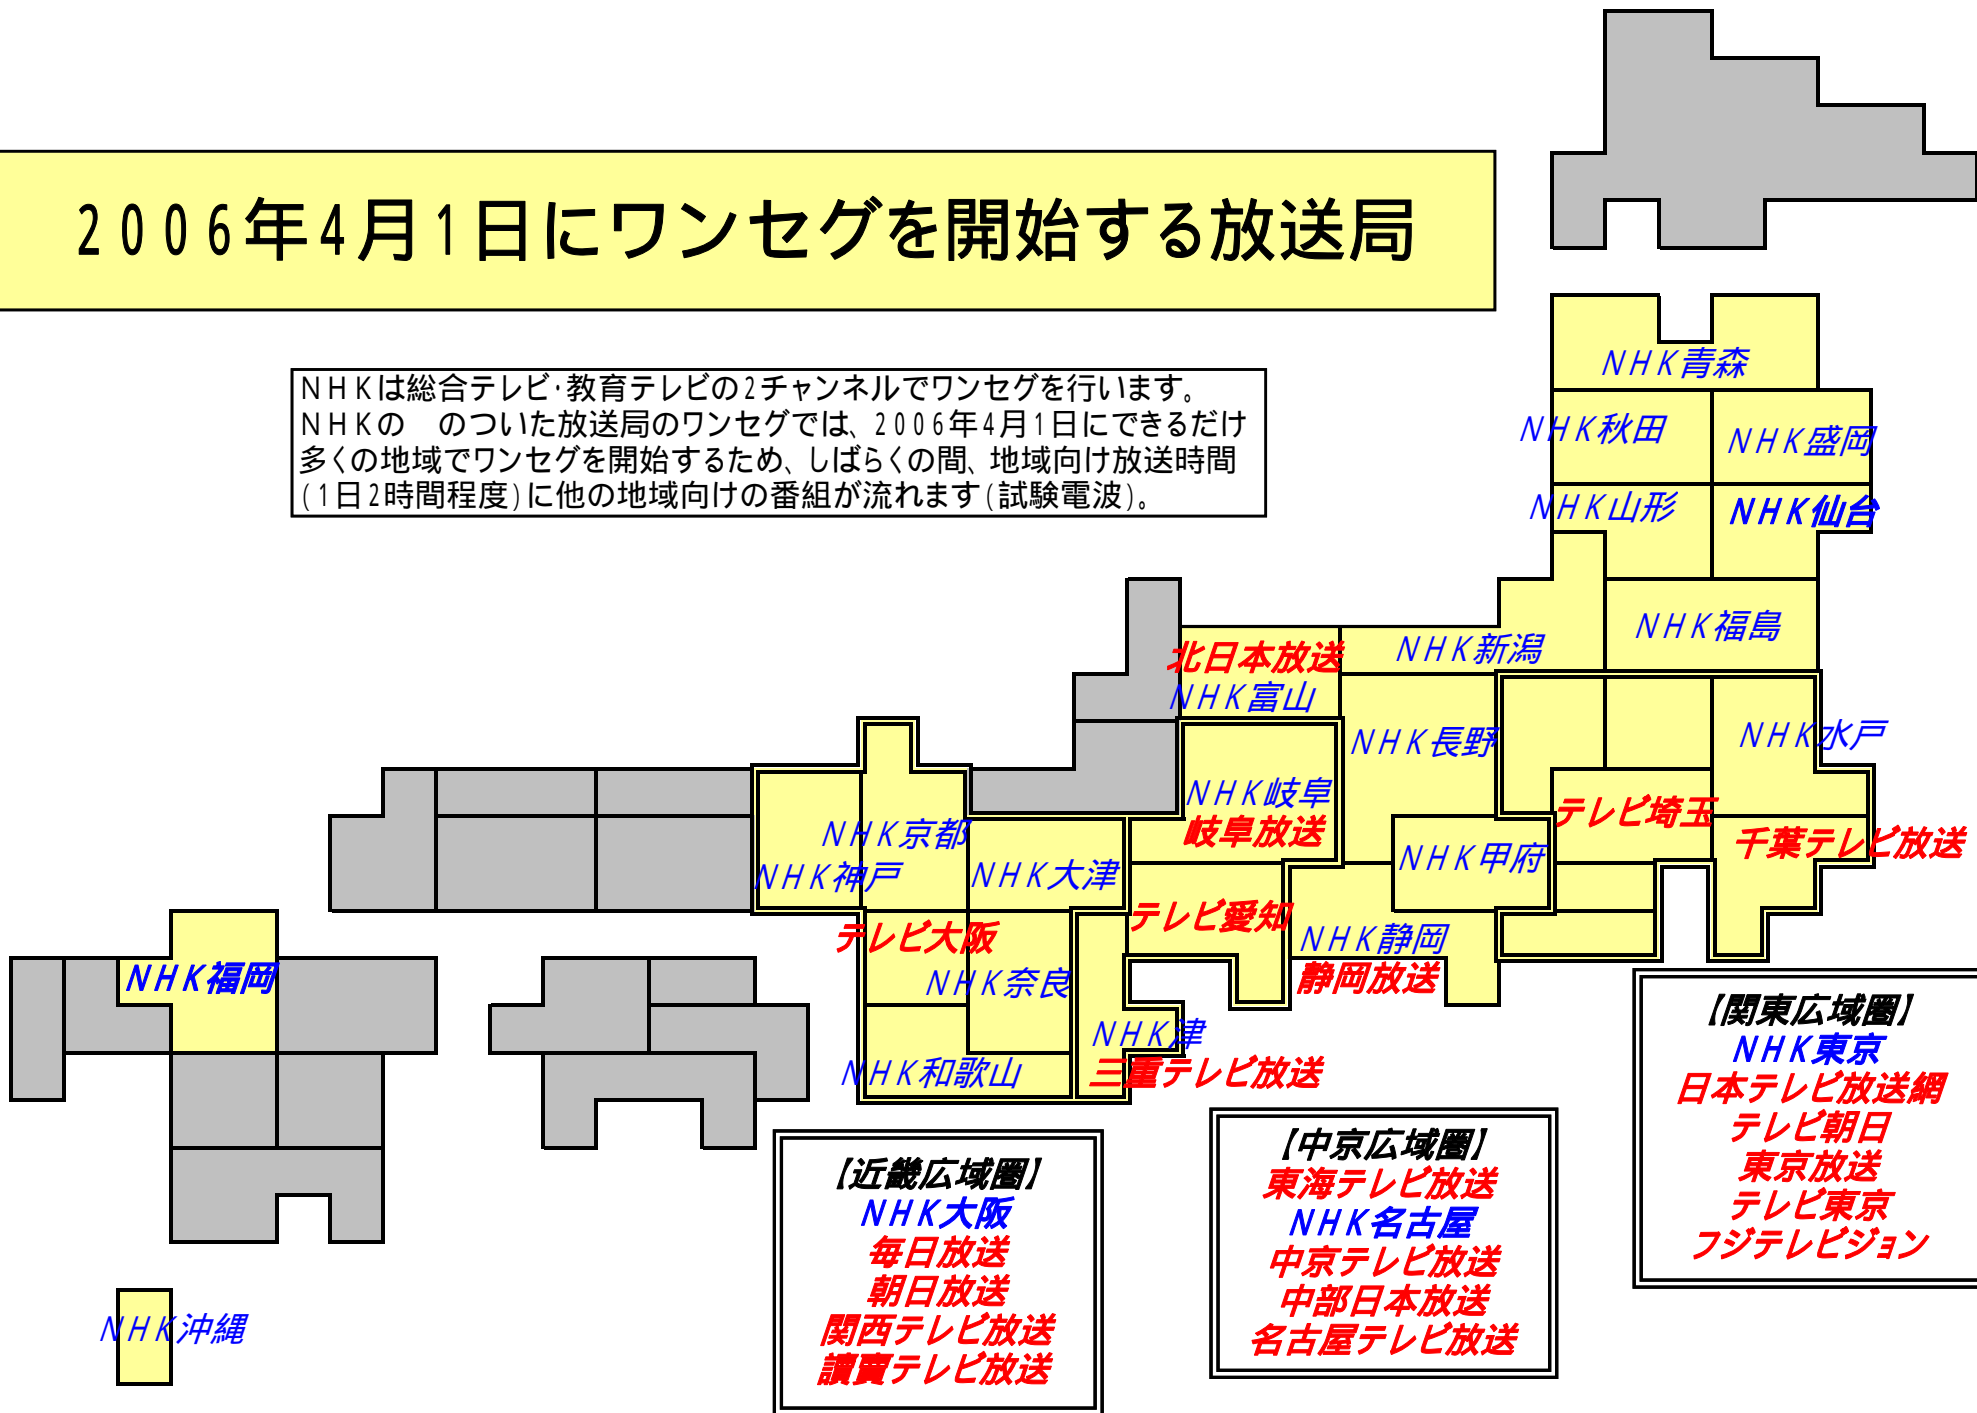 2006年4月1日にワンセグを開始する放送局
NHKは総合テレビ・教育テレビの2チャンネルでワンセグを行います。
NHKの　のついた放送局のワンセグでは、2006年4月1日にできるだけ
多くの地域でワンセグを開始するため、しばらくの間、地域向け放送時間
(1日2時間程度)に他の地域向けの番組が流れます(試験電波)。
NHK青森
NHK秋田
NHK盛岡
NHK山形
NHK仙台
NHK福島
北日本放送
NHK新潟
NHK富山
NHK長野
NHK水戸
NHK岐阜
岐阜放送
テレビ埼玉
千葉テレビ放送
NHK京都
NHK神戸
NHK大津
NHK甲府
テレビ大阪
テレビ愛知
NHK静岡
静岡放送
NHK福岡
NHK奈良
NHK津
三重テレビ放送
NHK和歌山
NHK沖縄
【近畿広域圏】
NHK大阪
毎日放送
朝日放送
関西テレビ放送
讀賣テレビ放送
【中京広域圏】
東海テレビ放送
NHK名古屋
中京テレビ放送
中部日本放送
名古屋テレビ放送
【関東広域圏】
NHK東京
日本テレビ放送網
テレビ朝日
東京放送
テレビ東京
フジテレビジョン